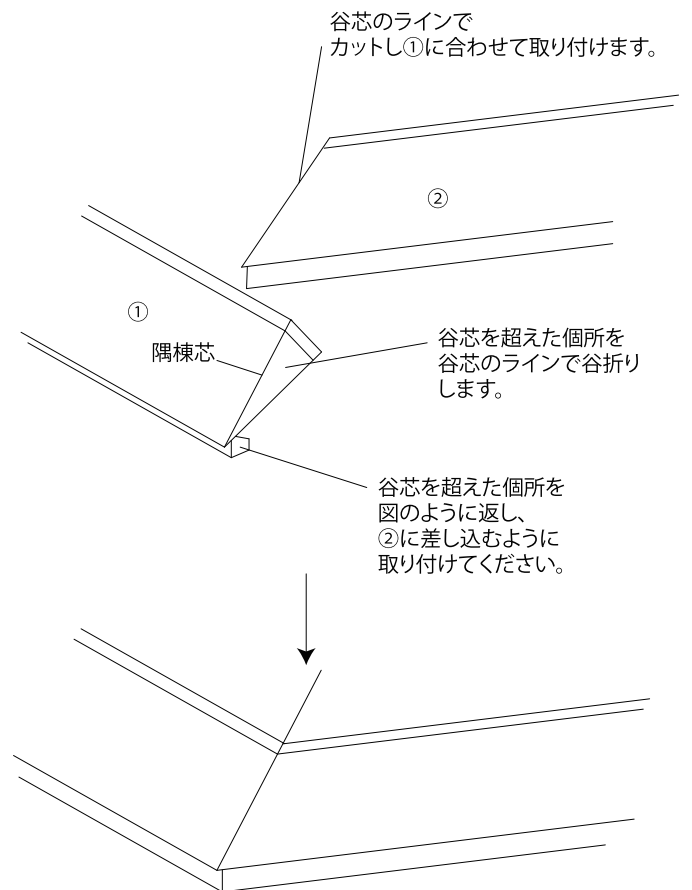 谷芯のラインで
カットし①に合わせて取り付けます。
②
①
隅棟芯
谷芯を超えた個所を
谷芯のラインで谷折り
します。
谷芯を超えた個所を
図のように返し、
②に差し込むように
取り付けてください。